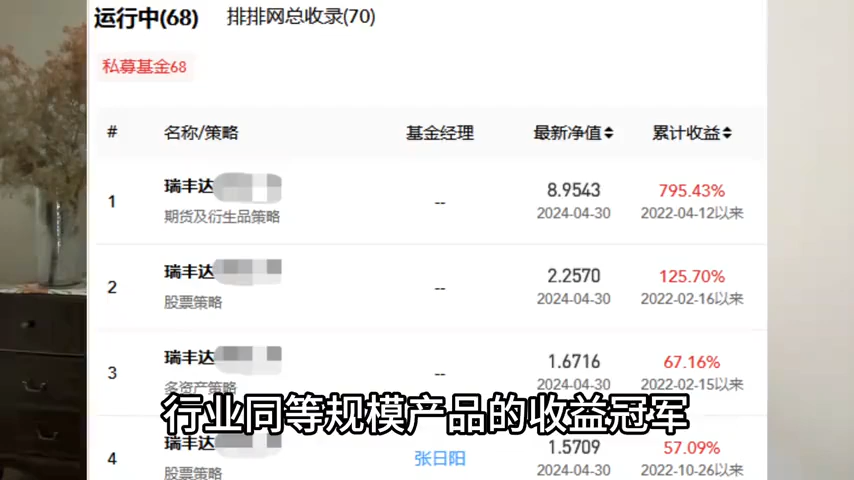 运行中(68) 排排网总收录(70)
私募基金68
# 名称/策略 基金经理 最新净值 累计收益
1 瑞丰达 -- 8.9543 795.43%
期货及衍生品策略 2024-04-30 2022-04-12以来
2 瑞丰达 -- 2.2570 125.70%
股票策略 2024-04-30 2022-02-16以来
3 瑞丰达 -- 1.6716 67.16%
多资产策略 2024-04-30 2022-02-15以来
行业同等规模产品的收益冠军
4 瑞丰达 张日阳 1.5709 57.09%
股票策略 2024-04-30 2022-10-26以来